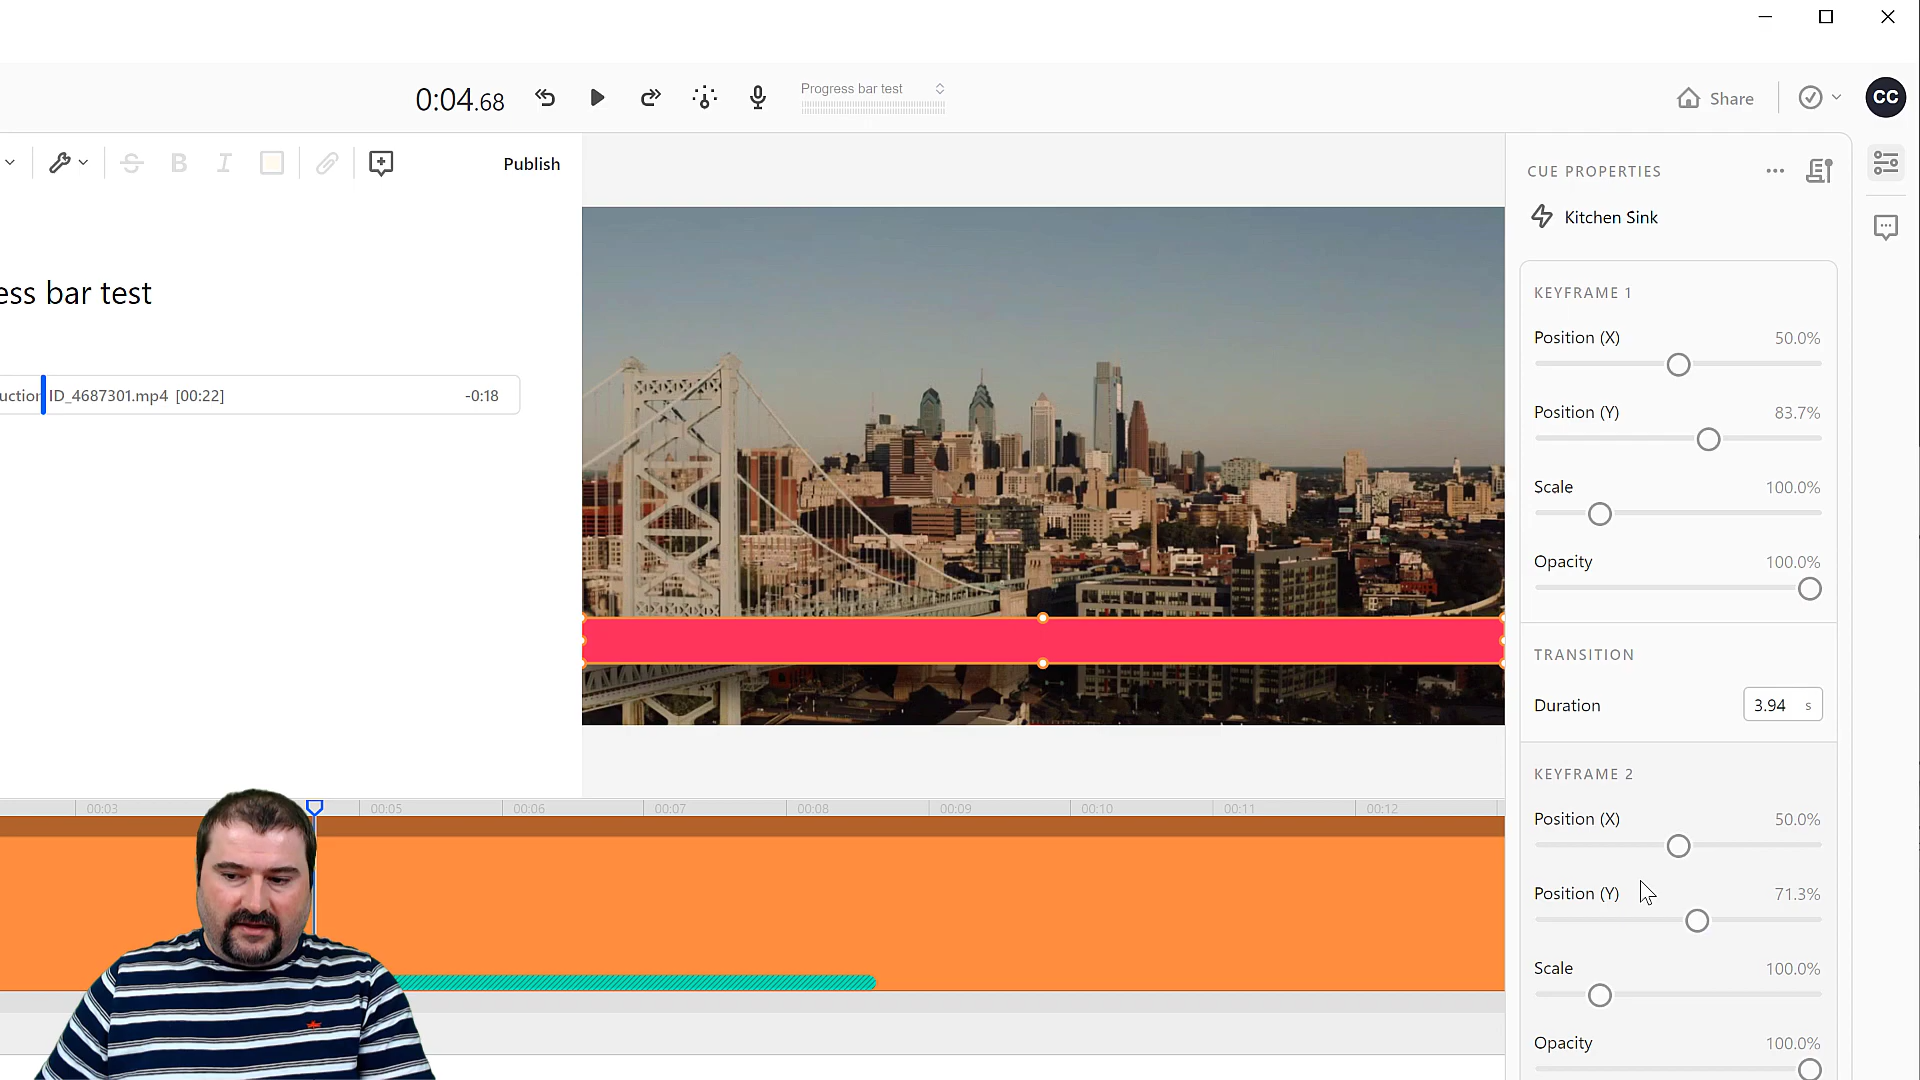 0:04.68
Progress bar test
Share
CC
Publish
ess bar test
uction ID_4687301.mp4 [00:22]
-0:18
CUE PROPERTIES
Kitchen Sink
KEYFRAME 1
Position (X) 50.0%
Position (Y) 83.7%
Scale 100.0%
Opacity 100.0%
TRANSITION
Duration 3.94 s
KEYFRAME 2
Position (X) 50.0%
Position (Y) 71.3%
Scale 100.0%
Opacity 100.0%
00:03 00:05 00:06 00:07 00:08 00:09 00:10 00:11 00:12